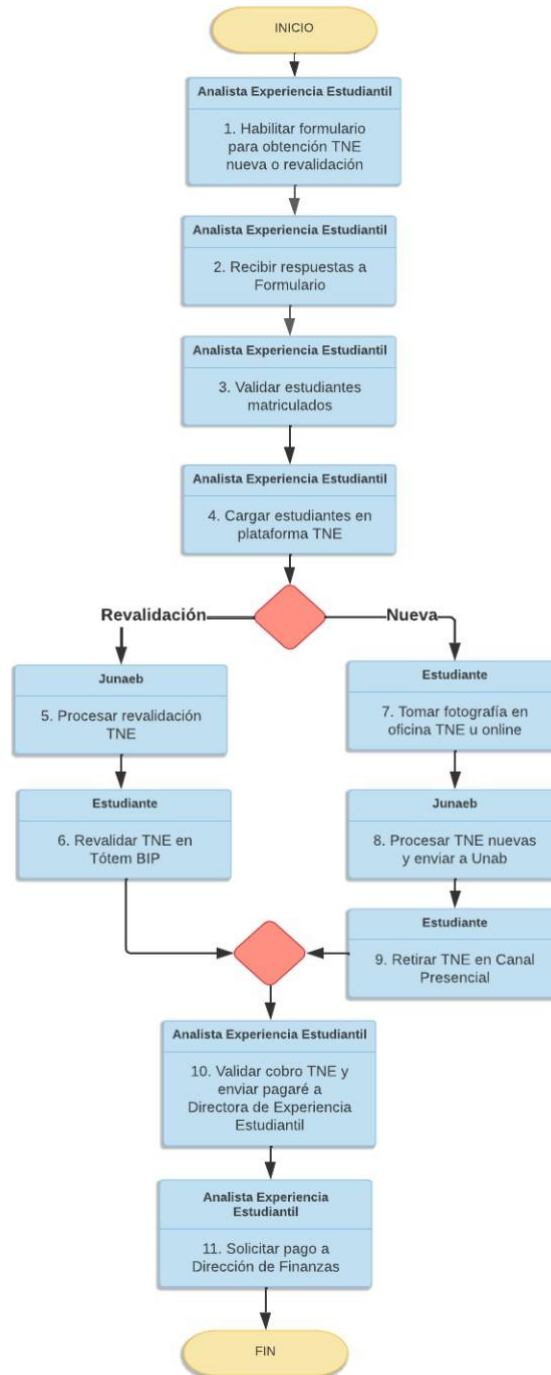 INICIO
Analista Experiencia Estudiantil
1. Habilitar formulario
para obtención TNE
nueva o revalidación
Analista Experiencia Estudiantil
2. Recibir respuestas a
Formulario
Analista Experiencia Estudiantil
3. Validar estudiantes
matriculados
Analista Experiencia Estudiantil
4. Cargar estudiantes en
plataforma TNE
Revalidación
Nueva
Junaeb
5. Procesar revalidación
TNE
Estudiante
6. Revalidar TNE en
Tótem BIP
Estudiante
7. Tomar fotografía en
oficina TNE u online
Junaeb
8. Procesar TNE nuevas
y enviar a Unab
Estudiante
9. Retirar TNE en Canal
Presencial
Analista Experiencia Estudiantil
10. Validar cobro TNE y
enviar pagaré a
Directora de Experiencia
Estudiantil
Analista Experiencia
Estudiantil
11. Solicitar pago a
Dirección de Finanzas
FIN